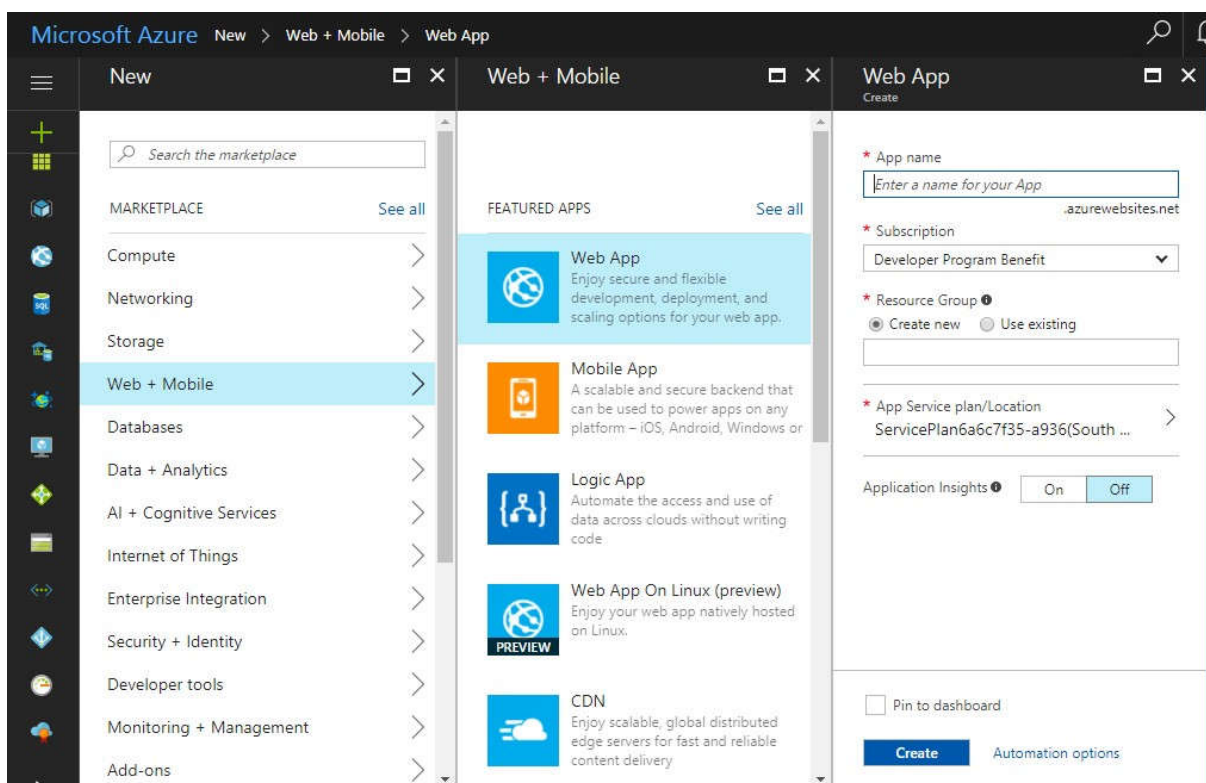 Microsoft Azure New > Web + Mobile > Web App
New
Search the marketplace
MARKETPLACE See all
Compute
Networking
Storage
Web + Mobile
Databases
Data + Analytics
AI + Cognitive Services
Internet of Things
Enterprise Integration
Security + Identity
Developer tools
Monitoring + Management
Add-ons
Web + Mobile
FEATURED APPS See all
Web App
Enjoy secure and flexible
development, deployment, and
scaling options for your web app.
Mobile App
A scalable and secure backend that
can be used to power apps on any
platform – iOS, Android, Windows or
Logic App
Automate the access and use of
data across clouds without writing
code
Web App On Linux (preview)
Enjoy your web app natively hosted
on Linux.
PREVIEW
CDN
Enjoy scalable, global distributed
edge servers for fast and reliable
content delivery
Web App
Create
* App name
Enter a name for your App
.azurewebsites.net
* Subscription
Developer Program Benefit
* Resource Group
Create new Use existing
* App Service plan/Location
ServicePlan6a6c7f35-a936(South ...
Application Insights On Off
Pin to dashboard
Create Automation options
SQL